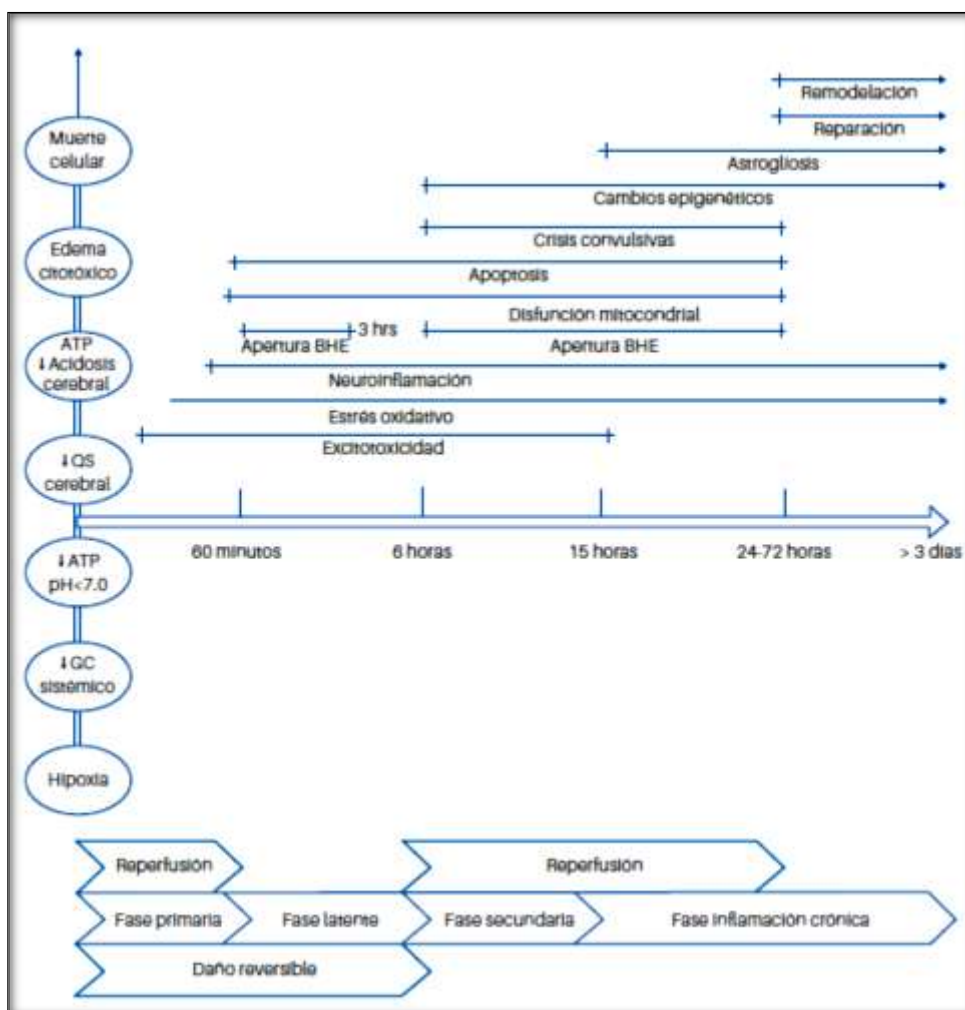 Remodelación
Reparación
Muerte
celular
Astrogliosis
Cambios epigenéticos
Crisis convulsivas
Edema
citotóxico
Apoptosis
Disfunción mitocondrial
3 hrs
Apertura BHE
Apertura BHE
ATP
↓Acidosis
cerebral
Neuroinflamación
Estrés oxidativo
Excitotoxicidad
↓QS
cerebral
60 minutos
6 horas
15 horas
24-72 horas
> 3 dias
↓ATP
pH<7.0
↓GC
sistémico
Hipoxia
Reperfusión
Reperfusión
Fase primaria
Fase latente
Fase secundaria
Fase inflamación crónica
Daño reversible